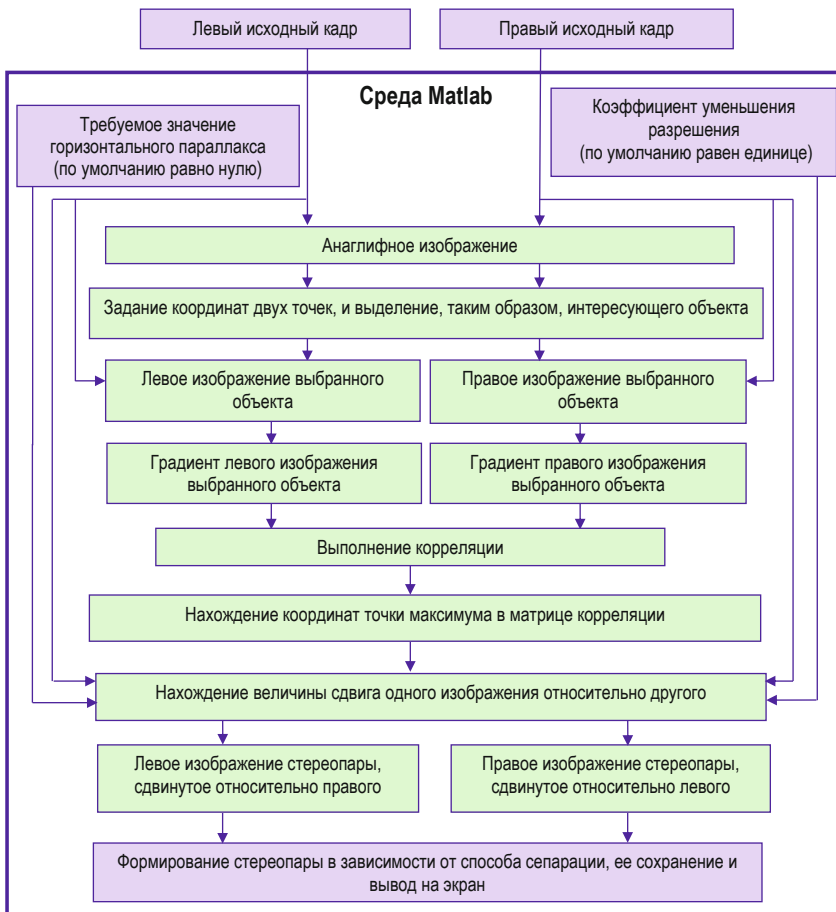 Левый исходный кадр
Правый исходный кадр
Среда Matlab
Требуемое значение
горизонтального параллакса
(по умолчанию равно нулю)
Коэффициент уменьшения
разрешения
(по умолчанию равен единице)
Анаглифное изображение
Задание координат двух точек, и выделение, таким образом, интересующего объекта
Левое изображение выбранного
объекта
Правое изображение выбранного
объекта
Градиент левого изображения
выбранного объекта
Градиент правого изображения
выбранного объекта
Выполнение корреляции
Нахождение координат точки максимума в матрице корреляции
Нахождение величины сдвига одного изображения относительно другого
Левое изображение стереопары,
сдвинутое относительно правого
Правое изображение стереопары,
сдвинутое относительно левого
Формирование стереопары в зависимости от способа сепарации, ее сохранение и
вывод на экран